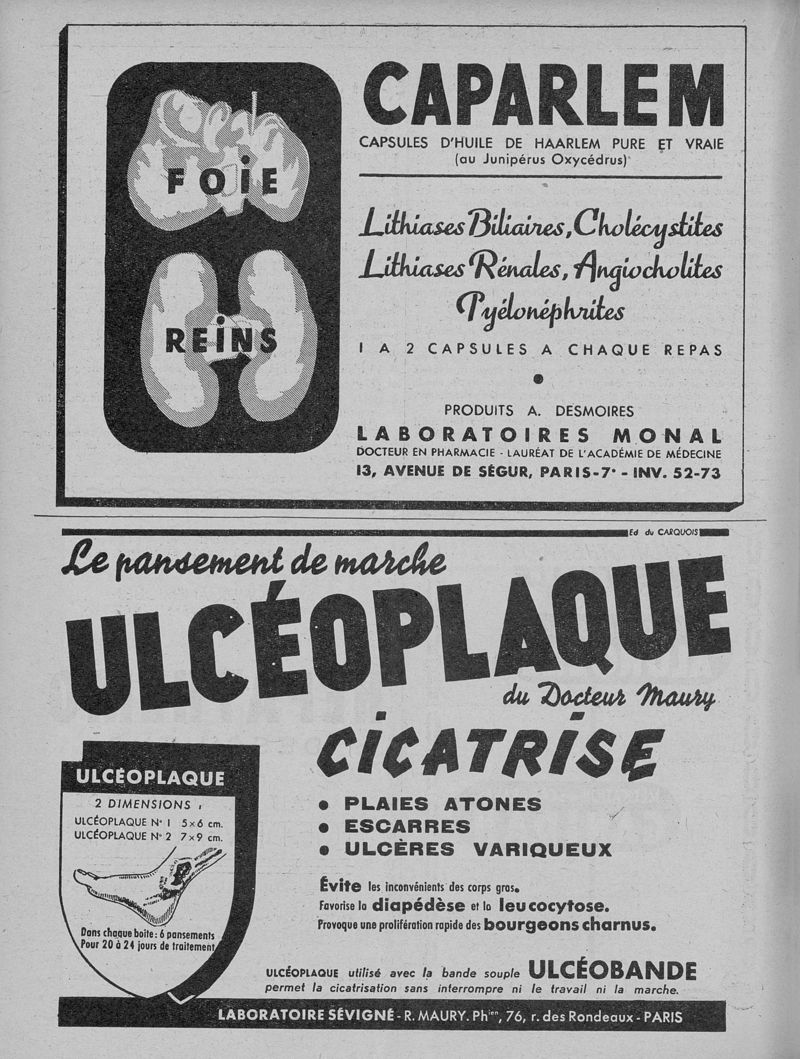 FOIE
REINS
CAPARLEM
CAPSULES D'HUILE DE HAARLEM PURE ET VRAIE
(au Junipérus Oxycédrus)
Lithiases Biliaires, Cholécystites
Lithiases Rénales, Angiocholites
Pyélonéphrites
1 A 2 CAPSULES A CHAQUE REPAS
PRODUITS A. DESMOIRES
LABORATOIRES MONAL
DOCTEUR EN PHARMACIE - LAURÉAT DE L'ACADÉMIE DE MÉDECINE
13, AVENUE DE SÉGUR, PARIS-7e - INV. 52-73
Ed du CARQUOIS
Le pansement de marche
ULCÉOPLAQUE
du Docteur Maury
CICATRISE
• PLAIES ATONES
• ESCARRES
• ULCÈRES VARIQUEUX
ULCÉOPLAQUE
2 DIMENSIONS :
ULCÉOPLAQUE N° 1 5×6 cm.
ULCÉOPLAQUE N° 2 7×9 cm.
Dans chaque boite : 6 pansements
Pour 20 à 24 jours de traitement
Évite les inconvénients des corps gras.
Favorise la diapédèse et la leucocytose.
Provoque une prolifération rapide des bourgeons charnus.
ULCÉOPLAQUE utilisé avec la bande souple ULCÉOBANDE
permet la cicatrisation sans interrompre ni le travail ni la marche.
LABORATOIRE SÉVIGNÉ - R. MAURY. Phien, 76, r. des Rondeaux - PARIS